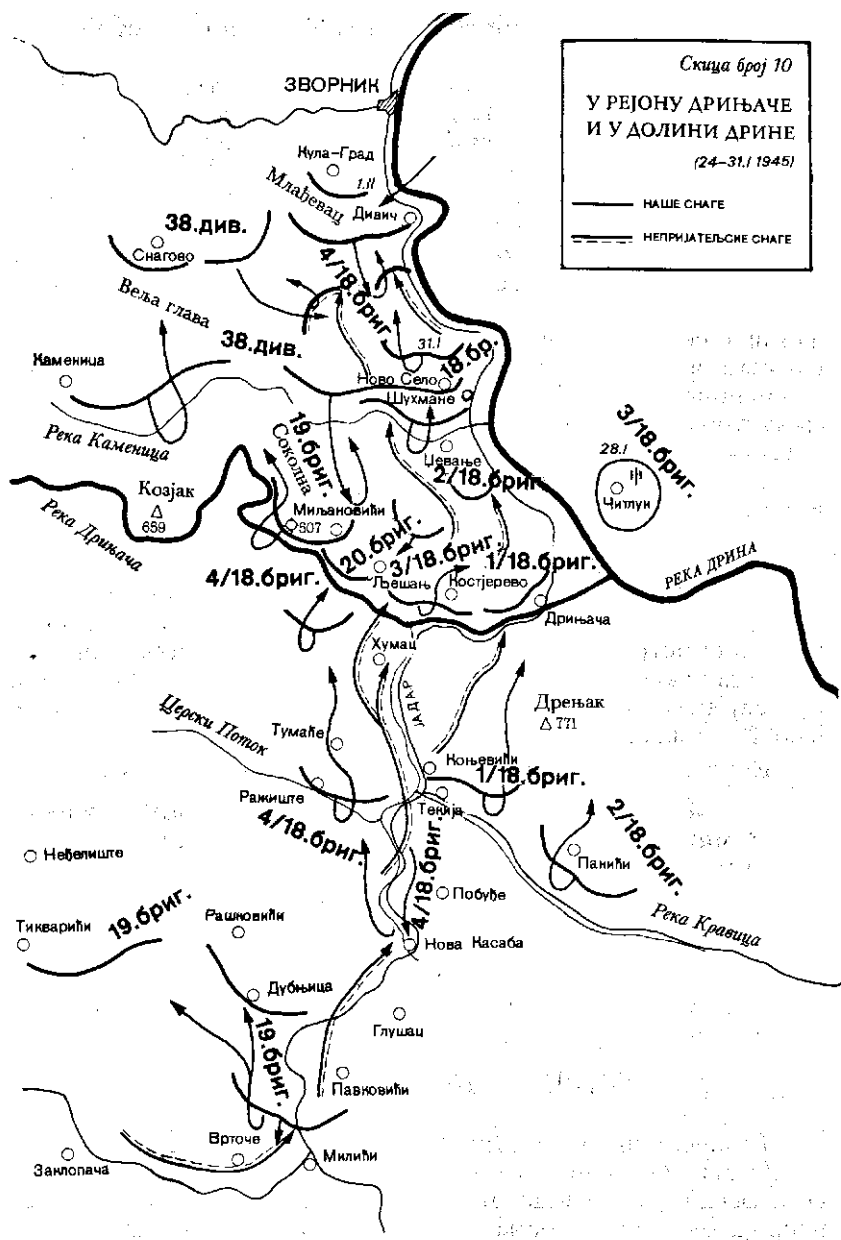 Скица број 10
У РЕЈОНУ ДРИЊАЧЕ
И У ДОЛИНИ ДРИНЕ
(24–31.I 1945)
НАШЕ СНАГЕ
НЕПРИЈАТЕЉСКЕ СНАГЕ
ЗВОРНИК
Кула-Град
1.II
Млађевац
Дивич
38.див.
Снагово
4/18.бриг.
Веља глава
31.I
38.див.
18.бр.
Каменица
Ново Село
Шухмане
Река Каменица
19.бриг.
Сокодна
Џевање
3/18.бриг.
28.I
Читлук
2/18.бриг.
Козјак
659
Миљановићи
607
Река Дрињача
20.бриг.
3/18.бриг.
1/18.бриг.
Љешањ
Костјерево
4/18.бриг.
РЕКА ДРИНА
Дрињача
Хумац
ЈАДАР
Церски Поток
Тумаће
Дрењак
771
Коњевићи
1/18.бриг.
Ражиште
Текија
4/18.бриг.
2/18.бриг.
Панићи
Неђелиште
4/18.бриг.
Побуђе
Река Кравица
19.бриг.
Тикварићи
Рашковићи
Нова Касаба
Дубњица
Глушац
19.бриг.
Павковићи
Врточе
Заклопача
Милићи